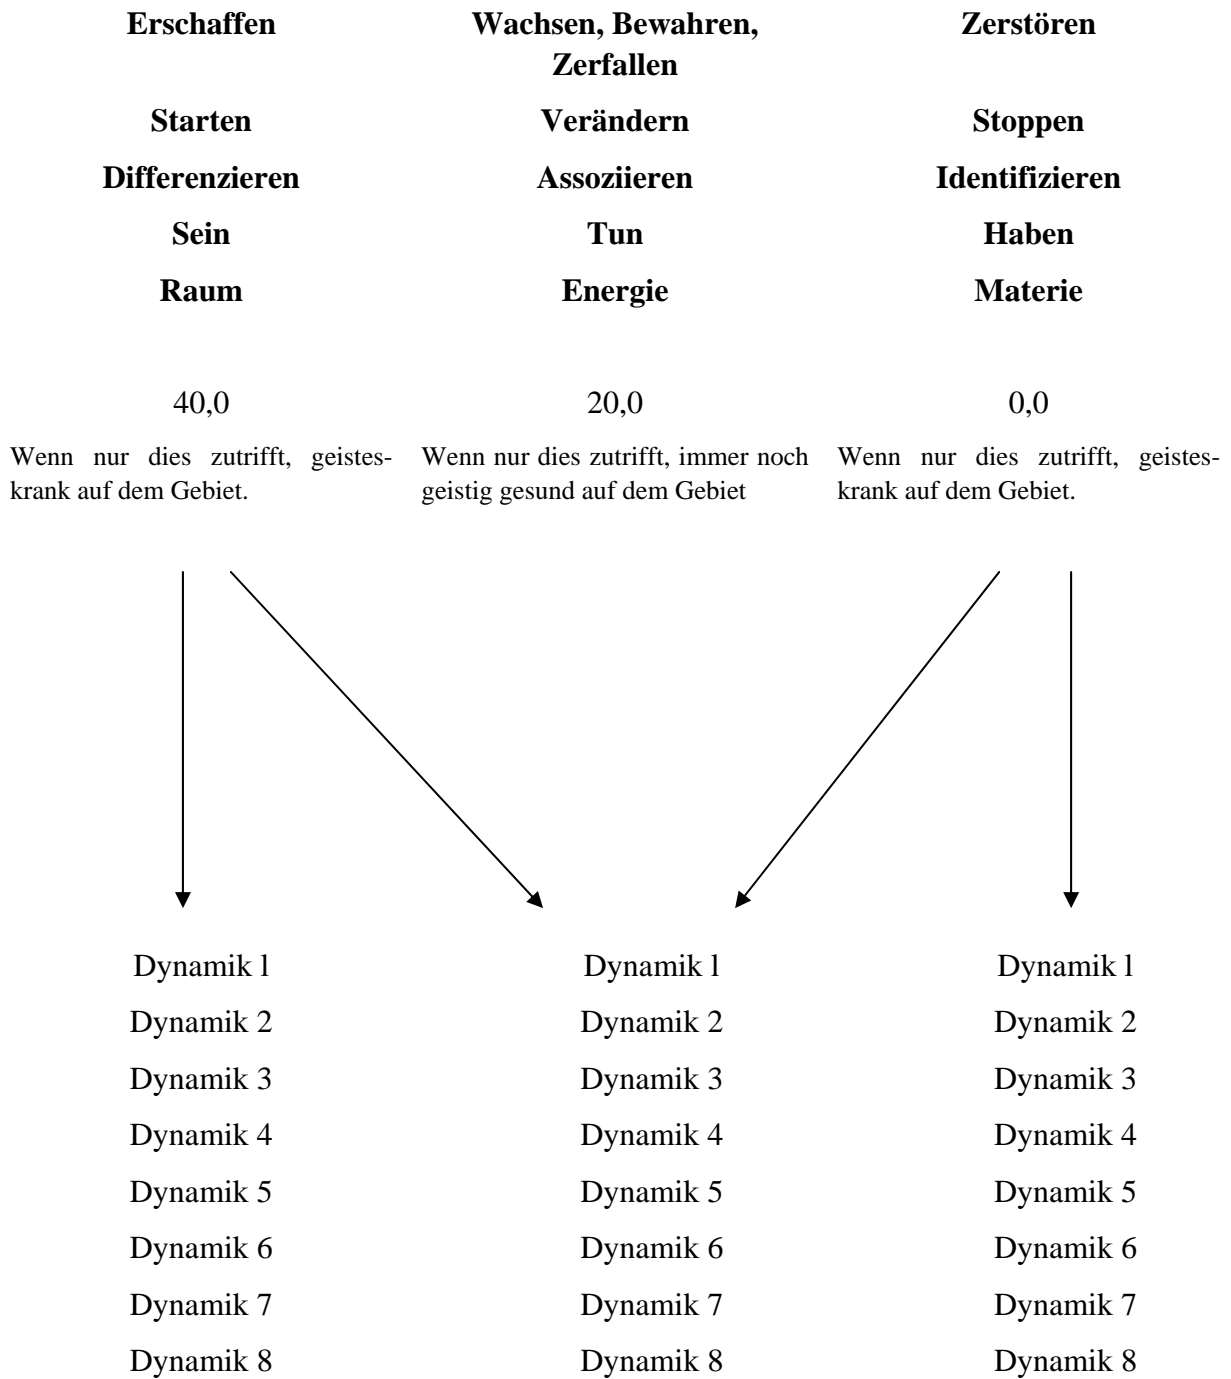 Erschaffen
Wachsen, Bewahren,
Zerfallen
Zerstören
Starten
Verändern
Stoppen
Differenzieren
Assoziieren
Identifizieren
Sein
Tun
Haben
Raum
Energie
Materie
40,0
20,0
0,0
Wenn nur dies zutrifft, geistes-
krank auf dem Gebiet.
Wenn nur dies zutrifft, immer noch
geistig gesund auf dem Gebiet
Wenn nur dies zutrifft, geistes-
krank auf dem Gebiet.
Dynamik l
Dynamik l
Dynamik l
Dynamik 2
Dynamik 2
Dynamik 2
Dynamik 3
Dynamik 3
Dynamik 3
Dynamik 4
Dynamik 4
Dynamik 4
Dynamik 5
Dynamik 5
Dynamik 5
Dynamik 6
Dynamik 6
Dynamik 6
Dynamik 7
Dynamik 7
Dynamik 7
Dynamik 8
Dynamik 8
Dynamik 8